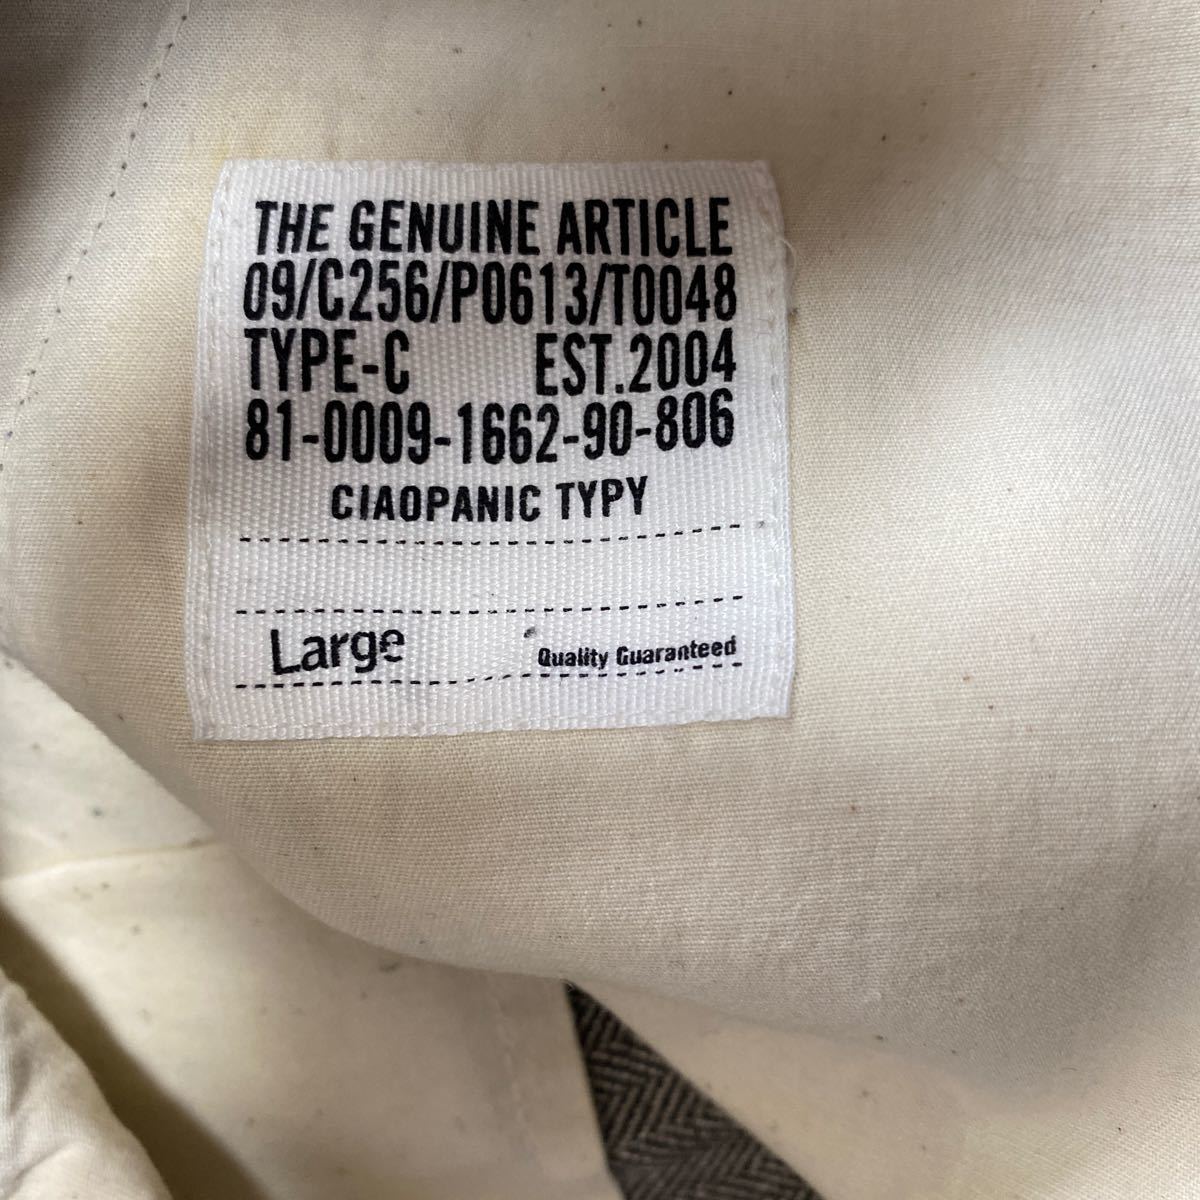 THE GENUINE ARTICLE
09/C256/P0613/T0048
TYPE-C EST.2004
81-0009-1662-90-806
CIAOPANIC TYPY
Large Quality Guaranteed